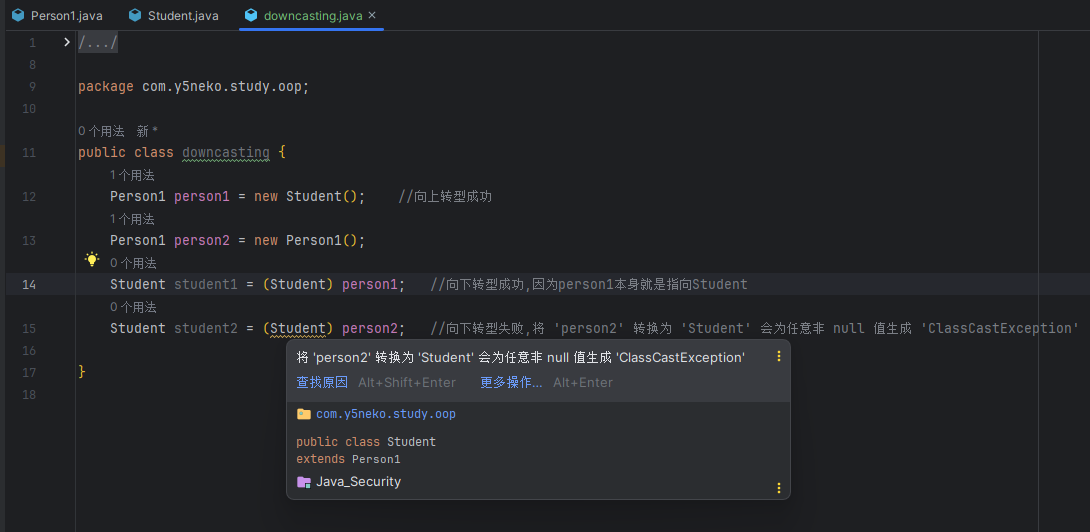 Person1.java Student.java downcasting.java ×
1 /.../
8
9 package com.y5neko.study.oop;
10
0个用法 新 *
11 public class downcasting {
1个用法
12 Person1 person1 = new Student(); //向上转型成功
1个用法
13 Person1 person2 = new Person1();
0个用法
14 Student student1 = (Student) person1; //向下转型成功,因为person1本身就是指向Student
0个用法
15 Student student2 = (Student) person2; //向下转型失败,将 'person2' 转换为 'Student' 会为任意非 null 值生成 'ClassCastException'
16
17 }
18
将 'person2' 转换为 'Student' 会为任意非 null 值生成 'ClassCastException'
查找原因 Alt+Shift+Enter 更多操作... Alt+Enter
com.y5neko.study.oop
public class Student
extends Person1
Java_Security